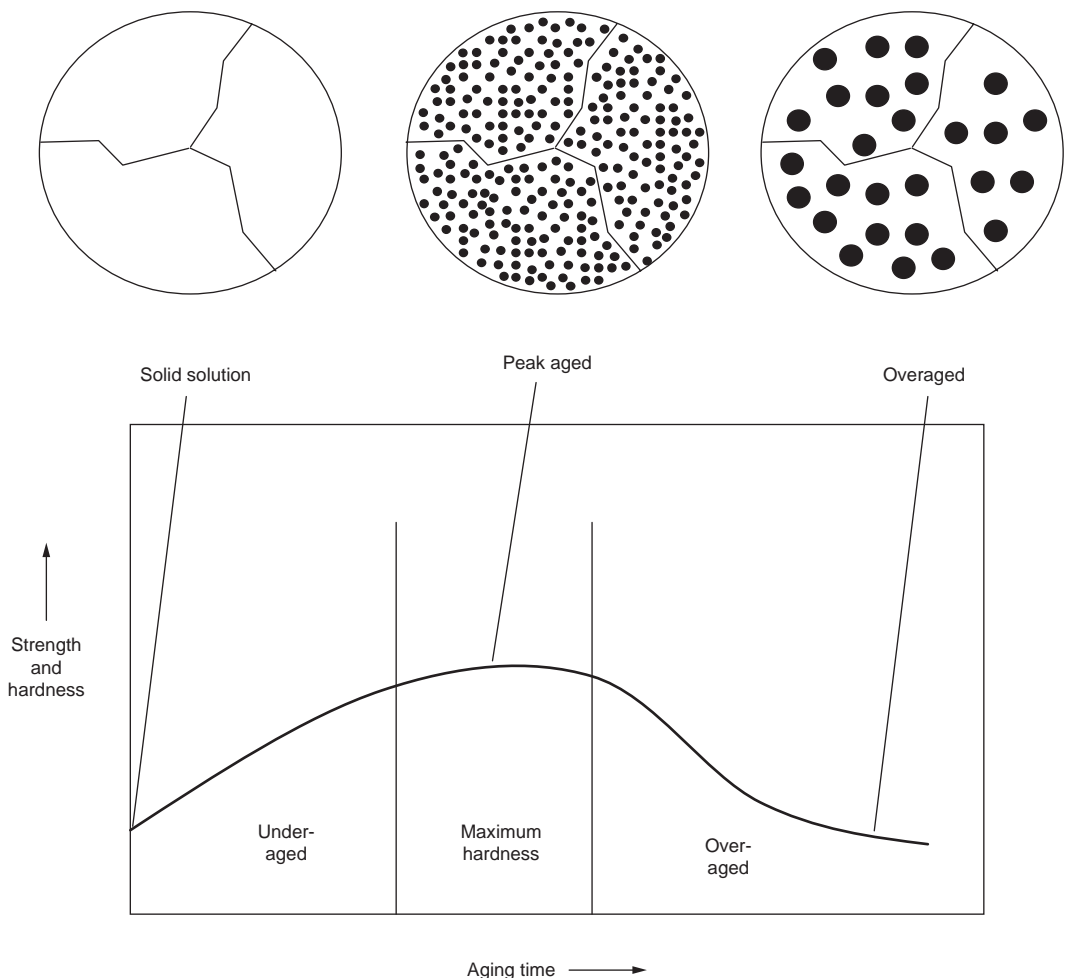 Solid solution
Peak aged
Overaged
Strength
and
hardness
Under-
aged
Maximum
hardness
Over-
aged
Aging time